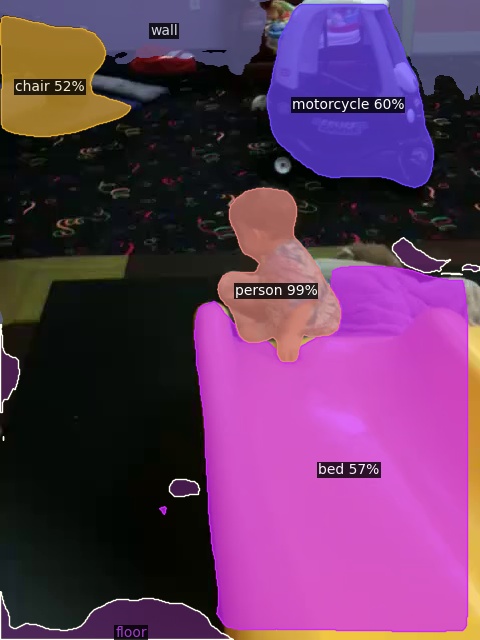 wall
chair 52%
motorcycle 60%
person 99%
bed 57%
floor